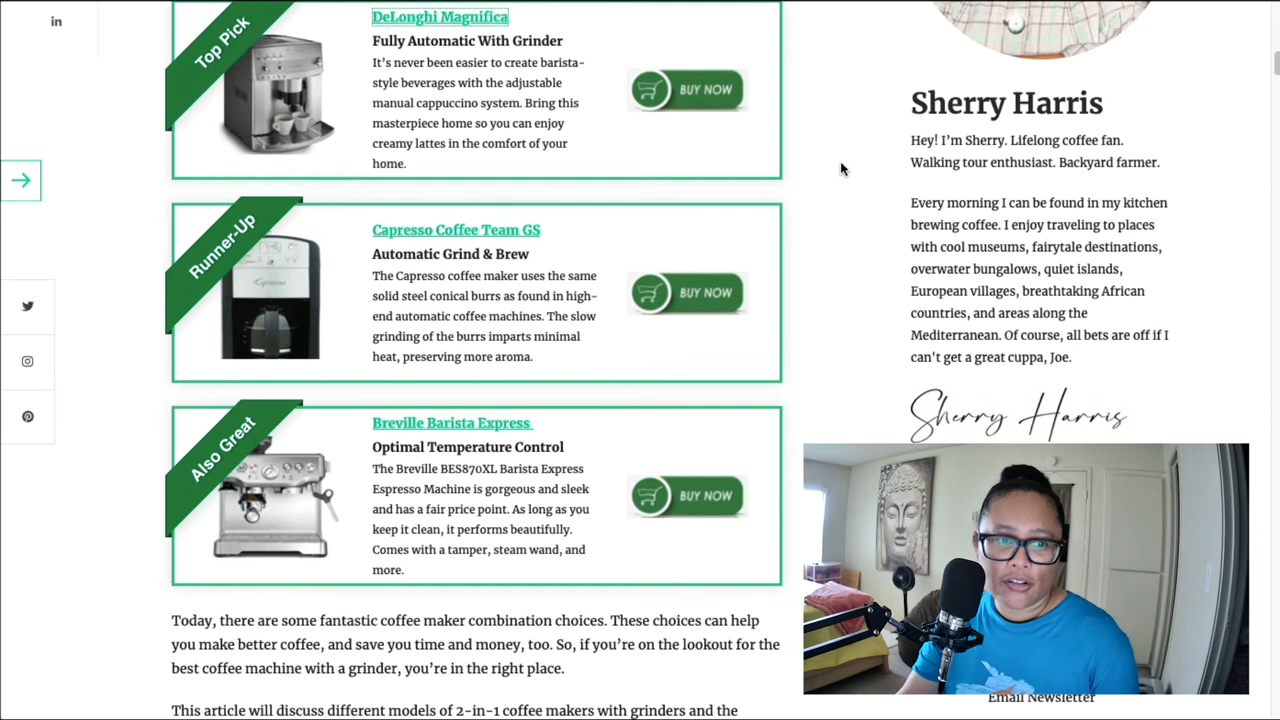 Top Pick
DeLonghi Magnifica
Fully Automatic With Grinder
It's never been easier to create barista-
style beverages with the adjustable
manual cappuccino system. Bring this
masterpiece home so you can enjoy
creamy lattes in the comfort of your
home.
BUY NOW
Runner-Up
Capresso Coffee Team GS
Automatic Grind & Brew
The Capresso coffee maker uses the same
solid steel conical burrs as found in high-
end automatic coffee machines. The slow
grinding of the burrs imparts minimal
heat, preserving more aroma.
BUY NOW
Also Great
Breville Barista Express
Optimal Temperature Control
The Breville BES870XL Barista Express
Espresso Machine is gorgeous and sleek
and has a fair price point. As long as you
keep it clean, it performs beautifully.
Comes with a tamper, steam wand, and
more.
BUY NOW
Today, there are some fantastic coffee maker combination choices. These choices can help
you make better coffee, and save you time and money, too. So, if you're on the lookout for the
best coffee machine with a grinder, you're in the right place.
This article will discuss different models of 2-in-1 coffee makers with grinders and the
in
Sherry Harris
Hey! I'm Sherry. Lifelong coffee fan.
Walking tour enthusiast. Backyard farmer.
Every morning I can be found in my kitchen
brewing coffee. I enjoy traveling to places
with cool museums, fairytale destinations,
overwater bungalows, quiet islands,
European villages, breathtaking African
countries, and areas along the
Mediterranean. Of course, all bets are off if I
can't get a great cuppa, Joe.
Sherry Harris
Email Newsletter